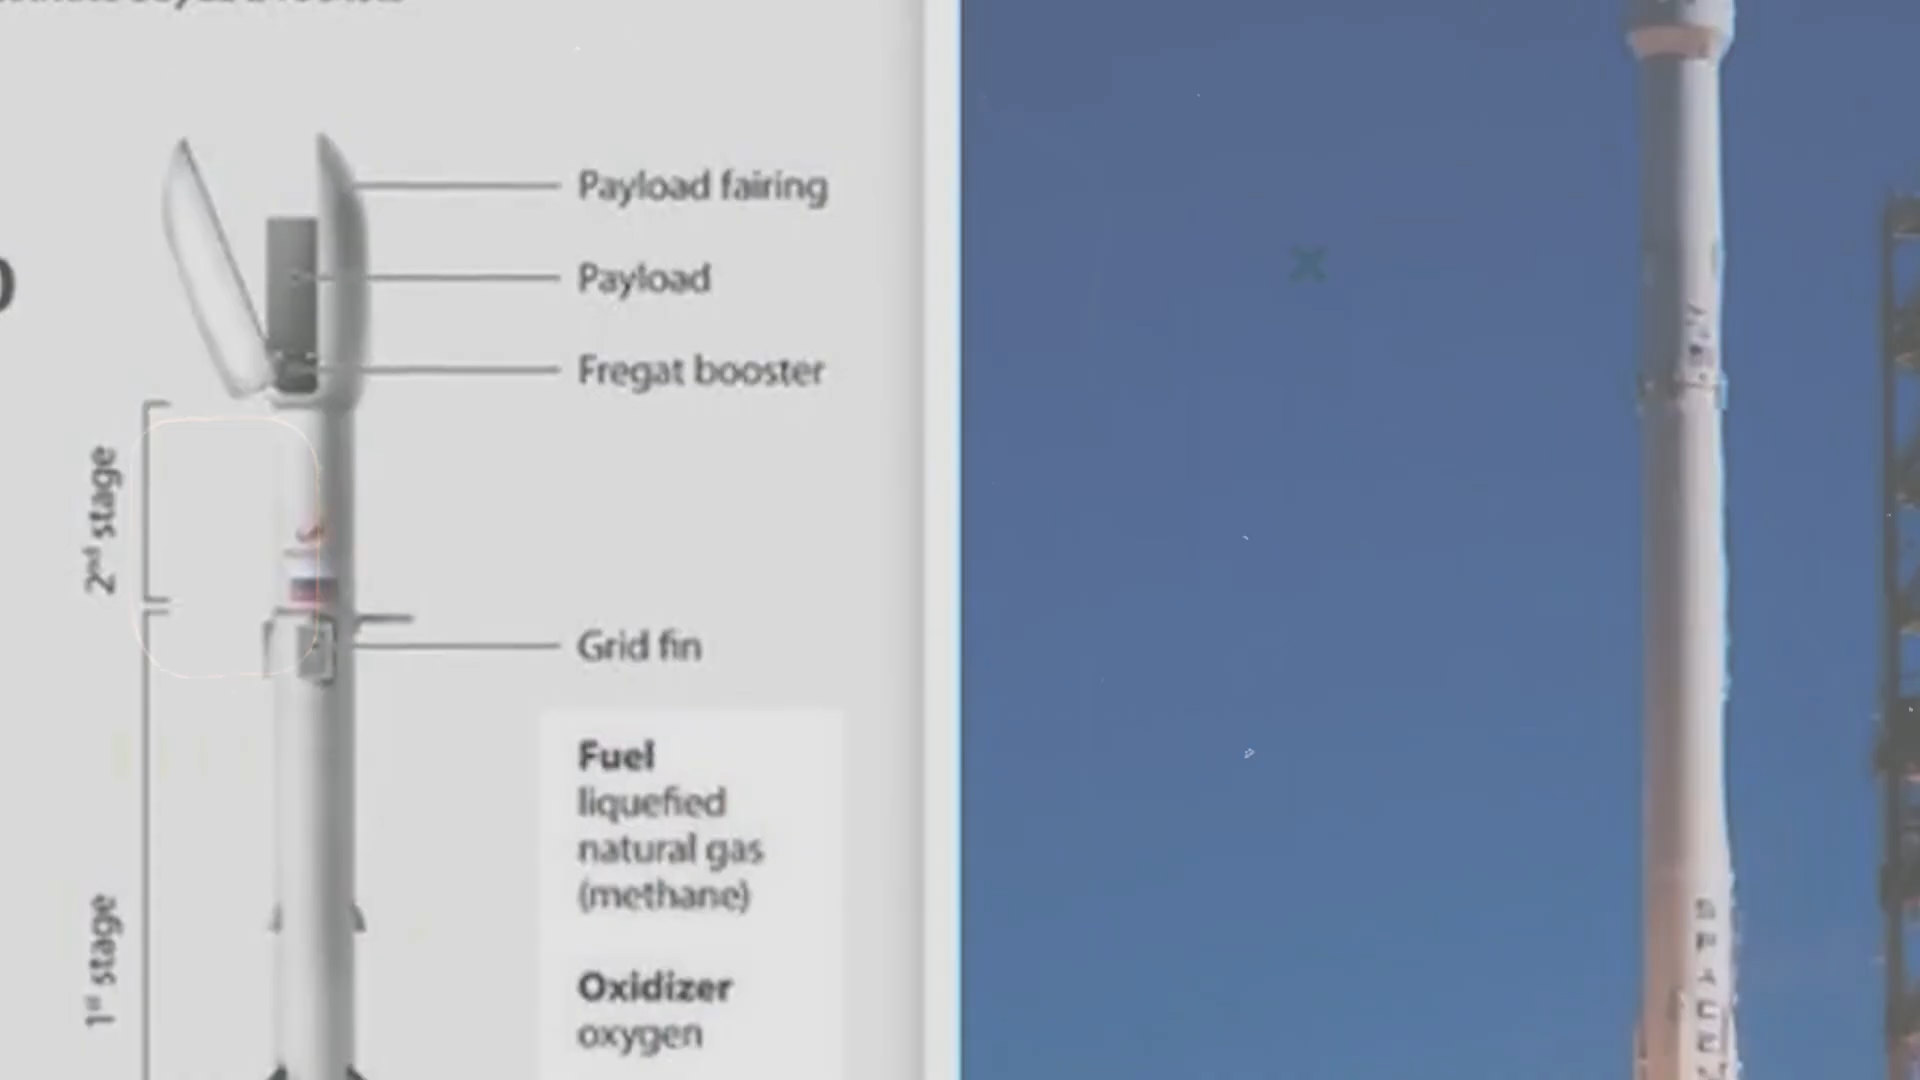 Payload fairing
Payload
Fregat booster
2nd stage
Grid fin
Fuel
liquefied
natural gas
(methane)
1st stage
Oxidizer
oxygen